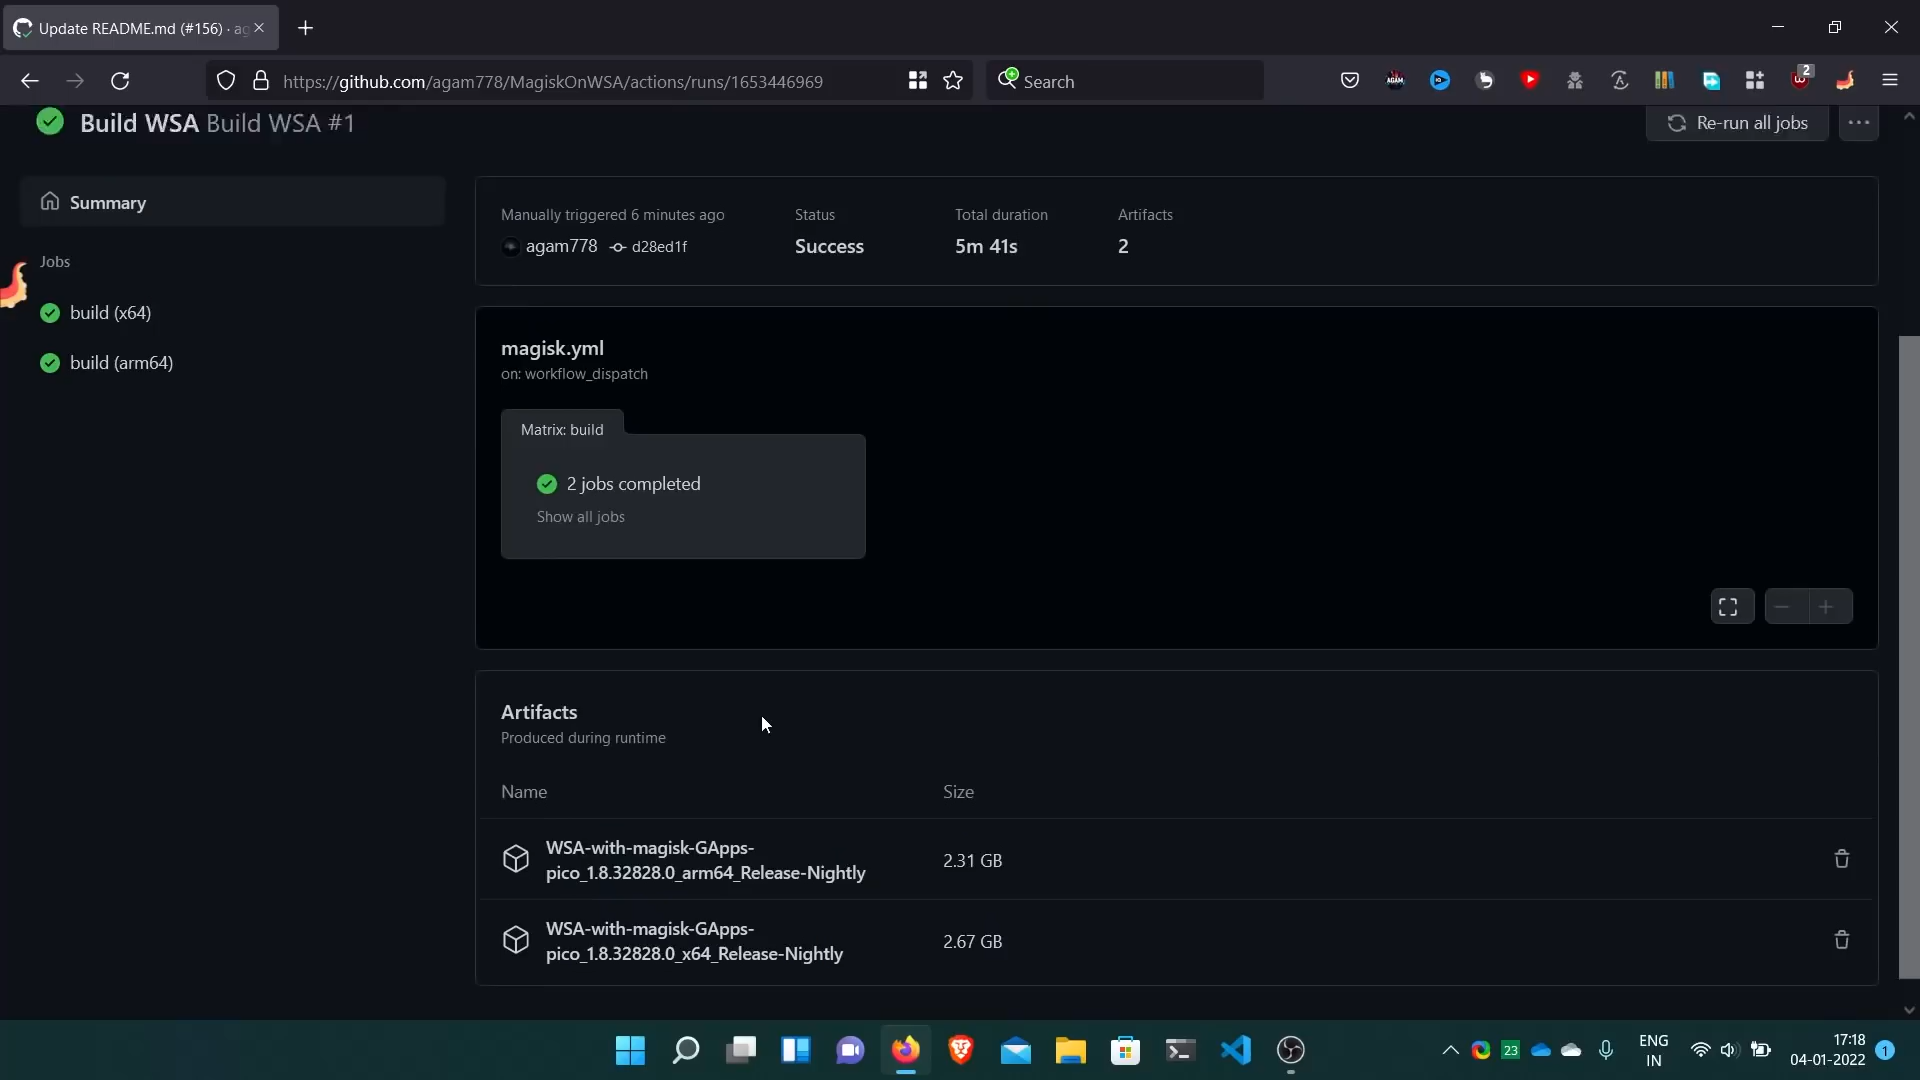 Update README.md (#156) · ag
https://github.com/agam778/MagiskOnWSA/actions/runs/1653446969
Search
2
Build WSA Build WSA #1
Re-run all jobs
Summary
Jobs
build (x64)
build (arm64)
Manually triggered 6 minutes ago
agam778 d28ed1f
Status
Success
Total duration
5m 41s
Artifacts
2
magisk.yml
on: workflow_dispatch
Matrix: build
2 jobs completed
Show all jobs
Artifacts
Produced during runtime
Name Size
WSA-with-magisk-GApps-
pico_1.8.32828.0_arm64_Release-Nightly
2.31 GB
WSA-with-magisk-GApps-
pico_1.8.32828.0_x64_Release-Nightly
2.67 GB
23
ENG
IN
17:18
04-01-2022
1